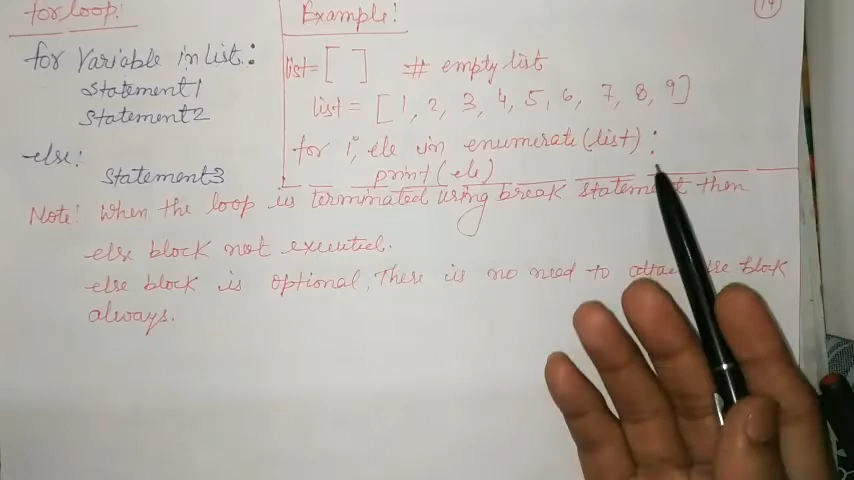 for loop:
for Variable in list:
statement1
statement2
else:
statement3
Example!
19
list= [ ] # empty list
list = [1, 2, 3, 4, 5, 6, 7, 8, 9]
for i, ele in enumerate(list):
print(ele)
Note! When the loop is terminated using break statement then
else block not executed.
else block is optional, There is no need to block
always.